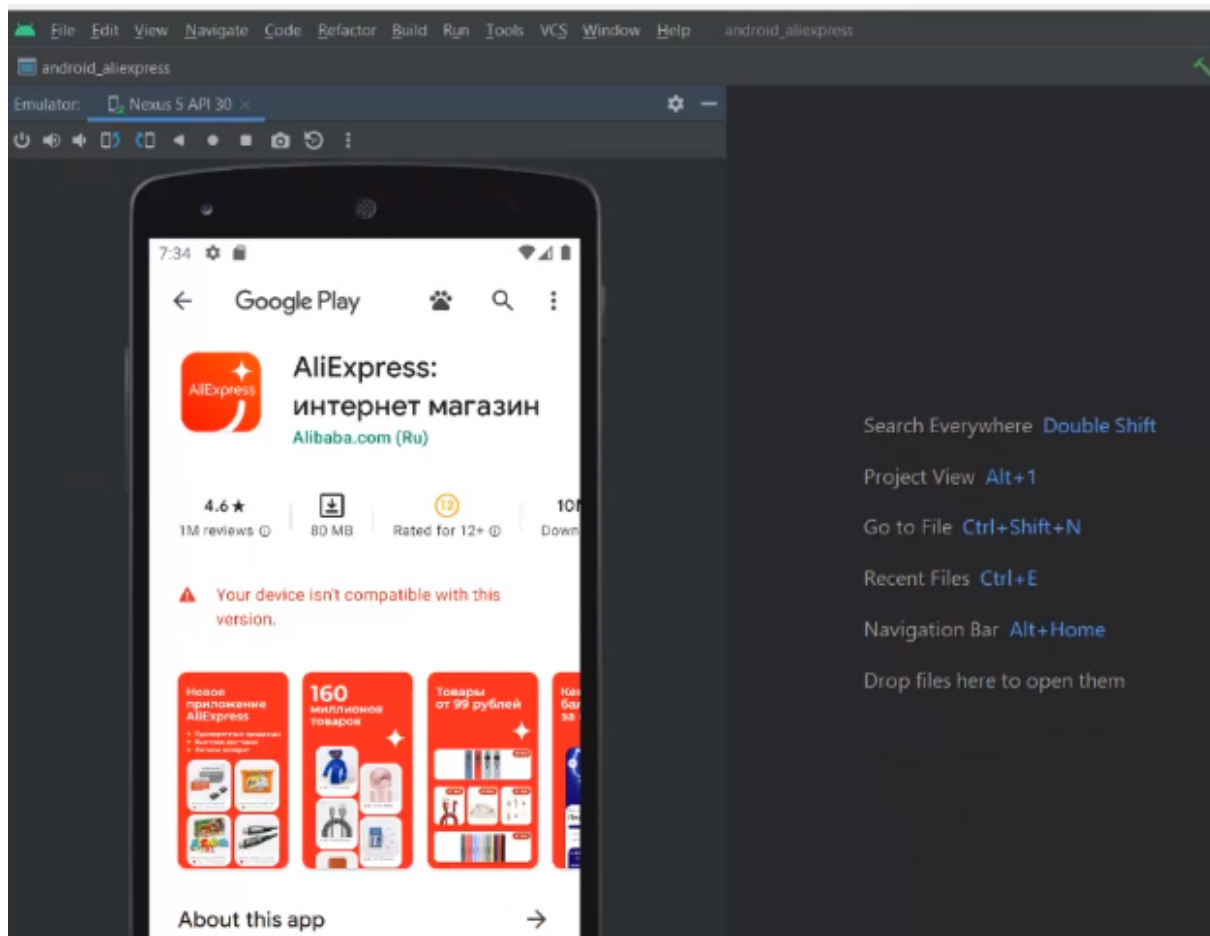 File Edit View Navigate Code Refactor Build Run Tools VCS Window Help android_aliexpress
android_aliexpress
Emulator: Nexus 5 API 30
7:34
Google Play
AliExpress
AliExpress:
интернет магазин
Alibaba.com (Ru)
4.6★ 12 10
1M reviews 80 MB Rated for 12+ Down
Your device isn't compatible with this
version.
Новое
приложение
AliExpress
160
миллионов
товаров
Товары
от 99 рублей
за
About this app
Search Everywhere Double Shift
Project View Alt+1
Go to File Ctrl+Shift+N
Recent Files Ctrl+E
Navigation Bar Alt+Home
Drop files here to open them